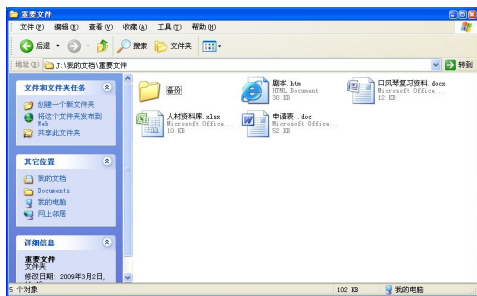 重要文件
文件(F) 编辑(E) 查看(V) 收藏(A) 工具(T) 帮助(H)
后退 搜索 文件夹
地址(D) J:\我的文档\重要文件 转到
文件和文件夹任务
创建一个新文件夹
将这个文件夹发布到
Web
共享此文件夹
其它位置
我的文档
Documents
我的电脑
网上邻居
详细信息
重要文件
文件夹
修改日期: 2009年3月2日,
备份
剧本.htm
HTML Document
30 KB
口风琴复习资料.docx
Microsoft Office...
12 KB
人材资料库.xlsx
Microsoft Office...
10 KB
申请表 .doc
Microsoft Office...
52 KB
5 个对象 102 KB 我的电脑